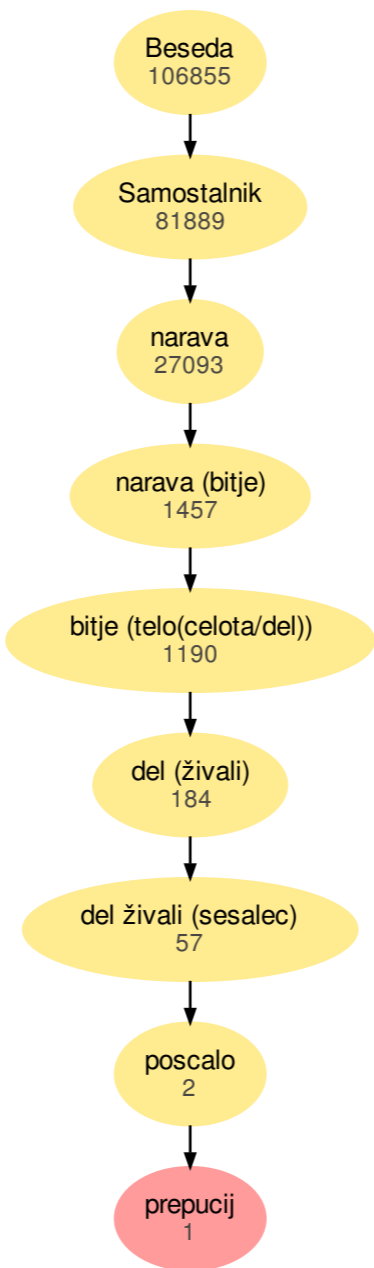 Beseda
106855
Samostalnik
81889
narava
27093
narava (bitje)
1457
bitje (telo(celota/del))
1190
del (živali)
184
del živali (sesalec)
57
poscalo
2
prepucij
1